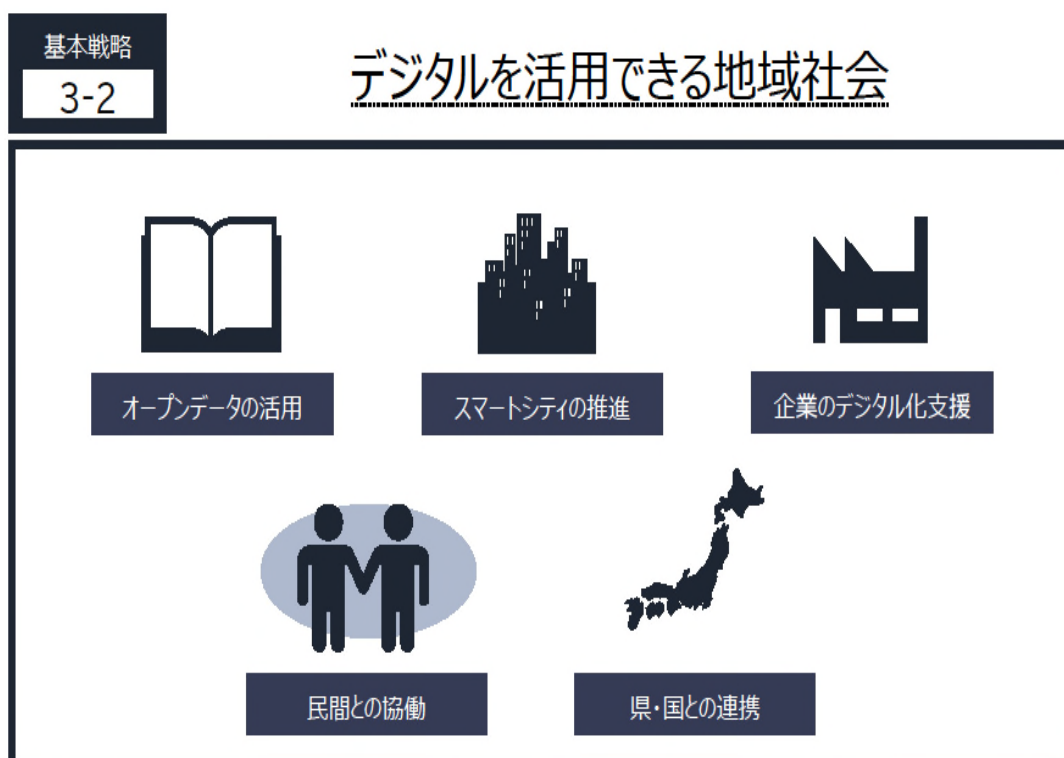 基本戦略
3-2
デジタルを活用できる地域社会
オープンデータの活用
スマートシティの推進
企業のデジタル化支援
民間との協働
県・国との連携